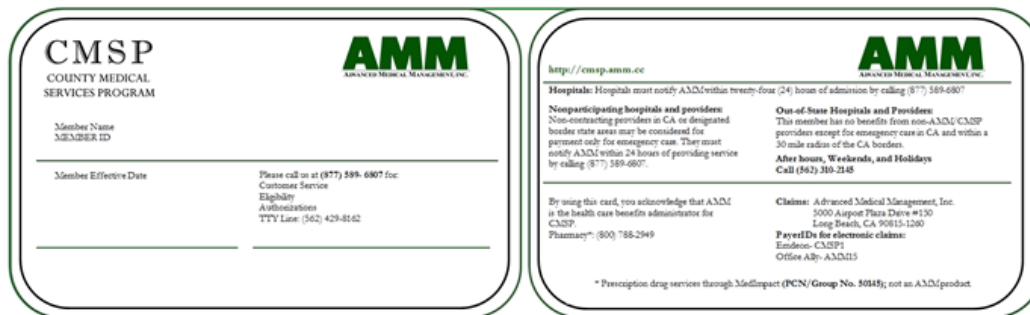 CMSP
COUNTY MEDICAL
SERVICES PROGRAM
AMM
ADVANCED MEDICAL MANAGEMENT, INC.
Member Name
MEMBER ID
Member Effective Date
Please call us at (877) 589- 6807 for:
Customer Service
Eligibility
Authorizations
TTY Line: (562) 429-8162
http://cmsp.amm.cc
AMM
ADVANCED MEDICAL MANAGEMENT, INC.
Hospitals: Hospitals must notify AMM within twenty-four (24) hours of admission by calling (877) 589-6807
Nonparticipating hospitals and providers:
Non-contracting providers in CA or designated
border state areas may be considered for
payment only for emergency care. They must
notify AMM within 24 hours of providing service
by calling (877) 589-6807.
Out-of-State Hospitals and Providers:
This member has no benefits from non-AMM/CMSP
providers except for emergency care in CA and within a
30 mile radius of the CA borders.
After hours, Weekends, and Holidays
Call (562) 310-2145
By using this card, you acknowledge that AMM
is the health care benefits administrator for
CMSP.
Pharmacy*: (800) 788-2949
Claims: Advanced Medical Management, Inc.
5000 Airport Plaza Drive #150
Long Beach, CA 90815-1260
PayerIDs for electronic claims:
Emdeon- CMSP1
Office Ally- AMM15
* Prescription drug services through MedImpact (PCN/Group No. 50145); not an AMM product